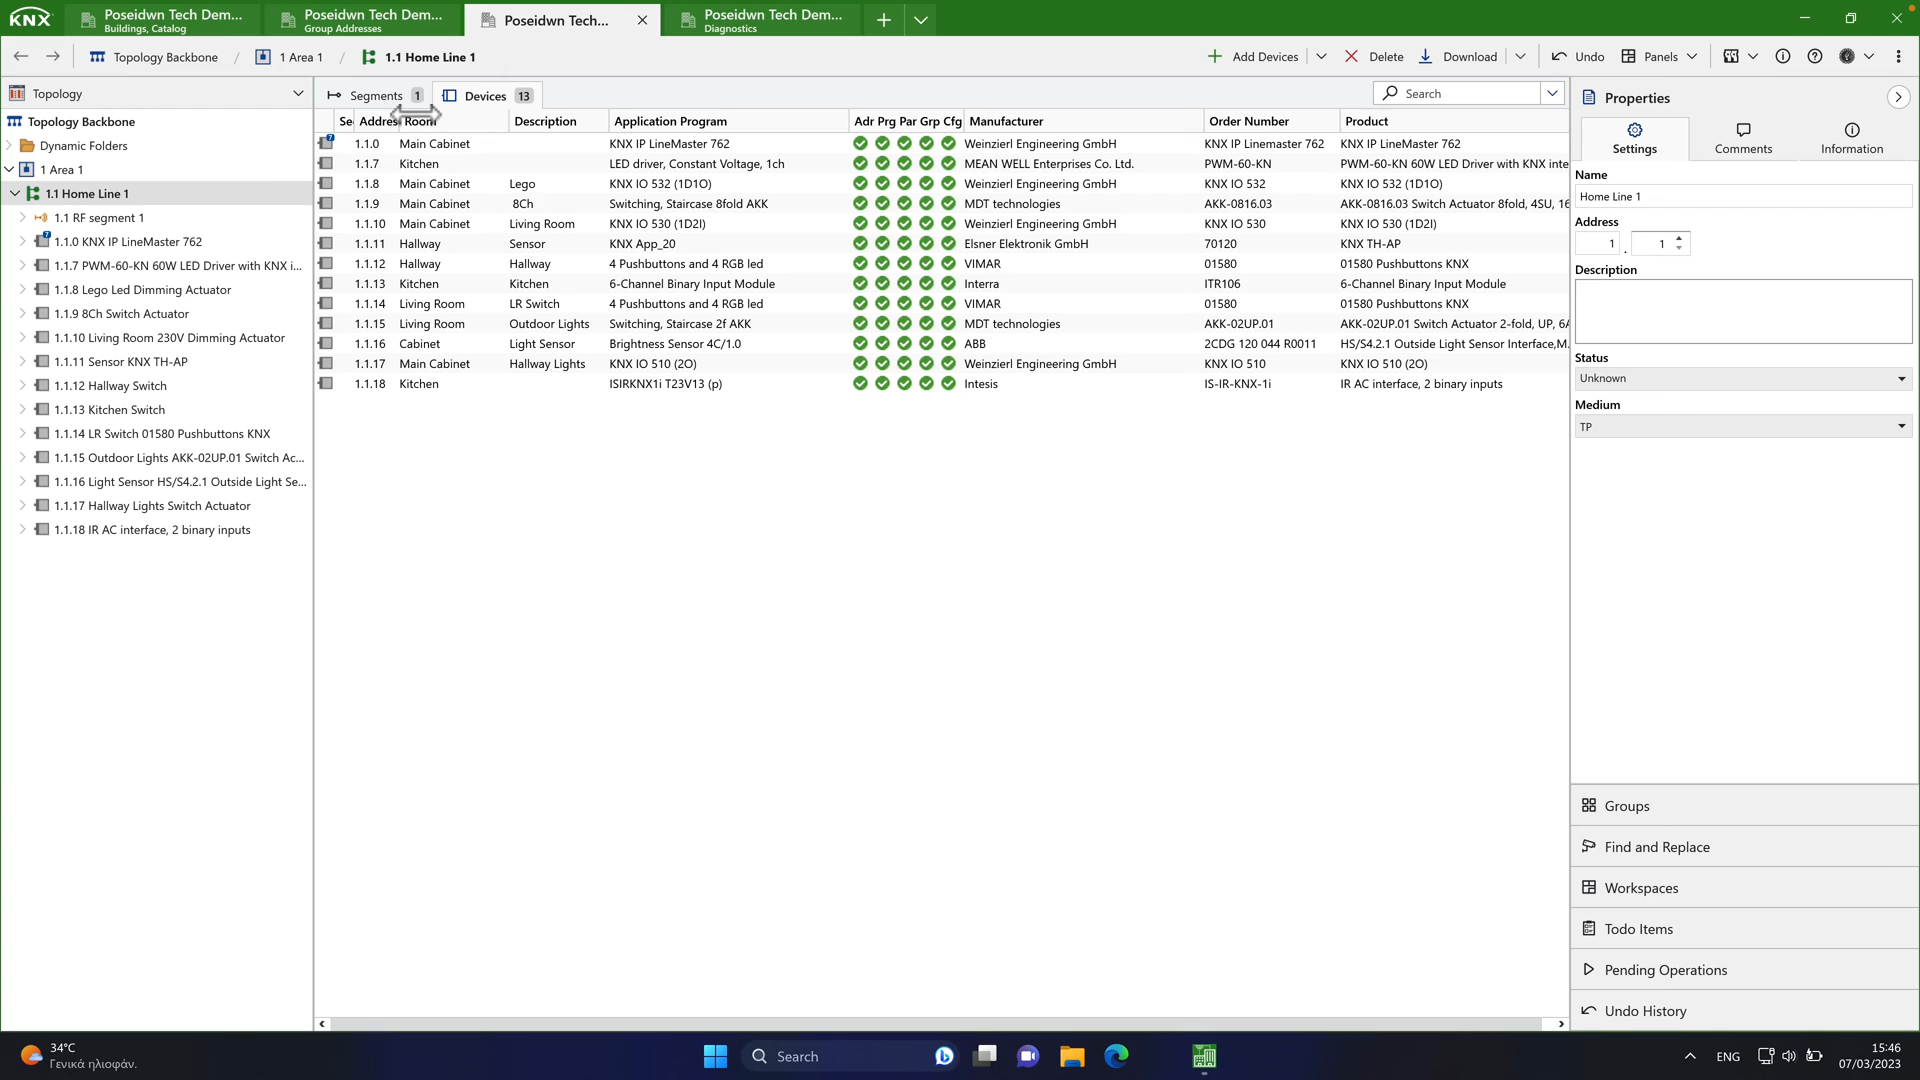 KNX
Poseidwn Tech Dem...
Buildings, Catalog
Poseidwn Tech Dem...
Group Addresses
Poseidwn Tech...
Poseidwn Tech Dem...
Diagnostics
Topology Backbone / 1 Area 1 / 1.1 Home Line 1
Add Devices Delete Download Undo Panels
Topology
Topology Backbone
Dynamic Folders
1 Area 1
1.1 Home Line 1
1.1 RF segment 1
1.1.0 KNX IP LineMaster 762
1.1.7 PWM-60-KN 60W LED Driver with KNX i...
1.1.8 Lego Led Dimming Actuator
1.1.9 8Ch Switch Actuator
1.1.10 Living Room 230V Dimming Actuator
1.1.11 Sensor KNX TH-AP
1.1.12 Hallway Switch
1.1.13 Kitchen Switch
1.1.14 LR Switch 01580 Pushbuttons KNX
1.1.15 Outdoor Lights AKK-02UP.01 Switch Ac...
1.1.16 Light Sensor HS/S4.2.1 Outside Light Se...
1.1.17 Hallway Lights Switch Actuator
1.1.18 IR AC interface, 2 binary inputs
Segments 1 Devices 13 Search
Se Addres Room Description Application Program Adr Prg Par Grp Cfg Manufacturer Order Number Product
1.1.0 Main Cabinet KNX IP LineMaster 762 Weinzierl Engineering GmbH KNX IP Linemaster 762 KNX IP LineMaster 762
1.1.7 Kitchen LED driver, Constant Voltage, 1ch MEAN WELL Enterprises Co. Ltd. PWM-60-KN PWM-60-KN 60W LED Driver with KNX inte
1.1.8 Main Cabinet Lego KNX IO 532 (1D1O) Weinzierl Engineering GmbH KNX IO 532 KNX IO 532 (1D1O)
1.1.9 Main Cabinet 8Ch Switching, Staircase 8fold AKK MDT technologies AKK-0816.03 AKK-0816.03 Switch Actuator 8fold, 4SU, 16
1.1.10 Main Cabinet Living Room KNX IO 530 (1D2I) Weinzierl Engineering GmbH KNX IO 530 KNX IO 530 (1D2I)
1.1.11 Hallway Sensor KNX App_20 Elsner Elektronik GmbH 70120 KNX TH-AP
1.1.12 Hallway Hallway 4 Pushbuttons and 4 RGB led VIMAR 01580 01580 Pushbuttons KNX
1.1.13 Kitchen Kitchen 6-Channel Binary Input Module Interra ITR106 6-Channel Binary Input Module
1.1.14 Living Room LR Switch 4 Pushbuttons and 4 RGB led VIMAR 01580 01580 Pushbuttons KNX
1.1.15 Living Room Outdoor Lights Switching, Staircase 2f AKK MDT technologies AKK-02UP.01 AKK-02UP.01 Switch Actuator 2-fold, UP, 6A
1.1.16 Cabinet Light Sensor Brightness Sensor 4C/1.0 ABB 2CDG 120 044 R0011 HS/S4.2.1 Outside Light Sensor Interface,M
1.1.17 Main Cabinet Hallway Lights KNX IO 510 (2O) Weinzierl Engineering GmbH KNX IO 510 KNX IO 510 (2O)
1.1.18 Kitchen ISIRKNX1i T23V13 (p) Intesis IS-IR-KNX-1i IR AC interface, 2 binary inputs
Properties
Settings Comments Information
Name
Home Line 1
Address
1 . 1
Description
Status
Unknown
Medium
TP
Groups
Find and Replace
Workspaces
Todo Items
Pending Operations
Undo History
34°C
Γενικά ηλιοφάν.
Search
ENG
15:46
07/03/2023